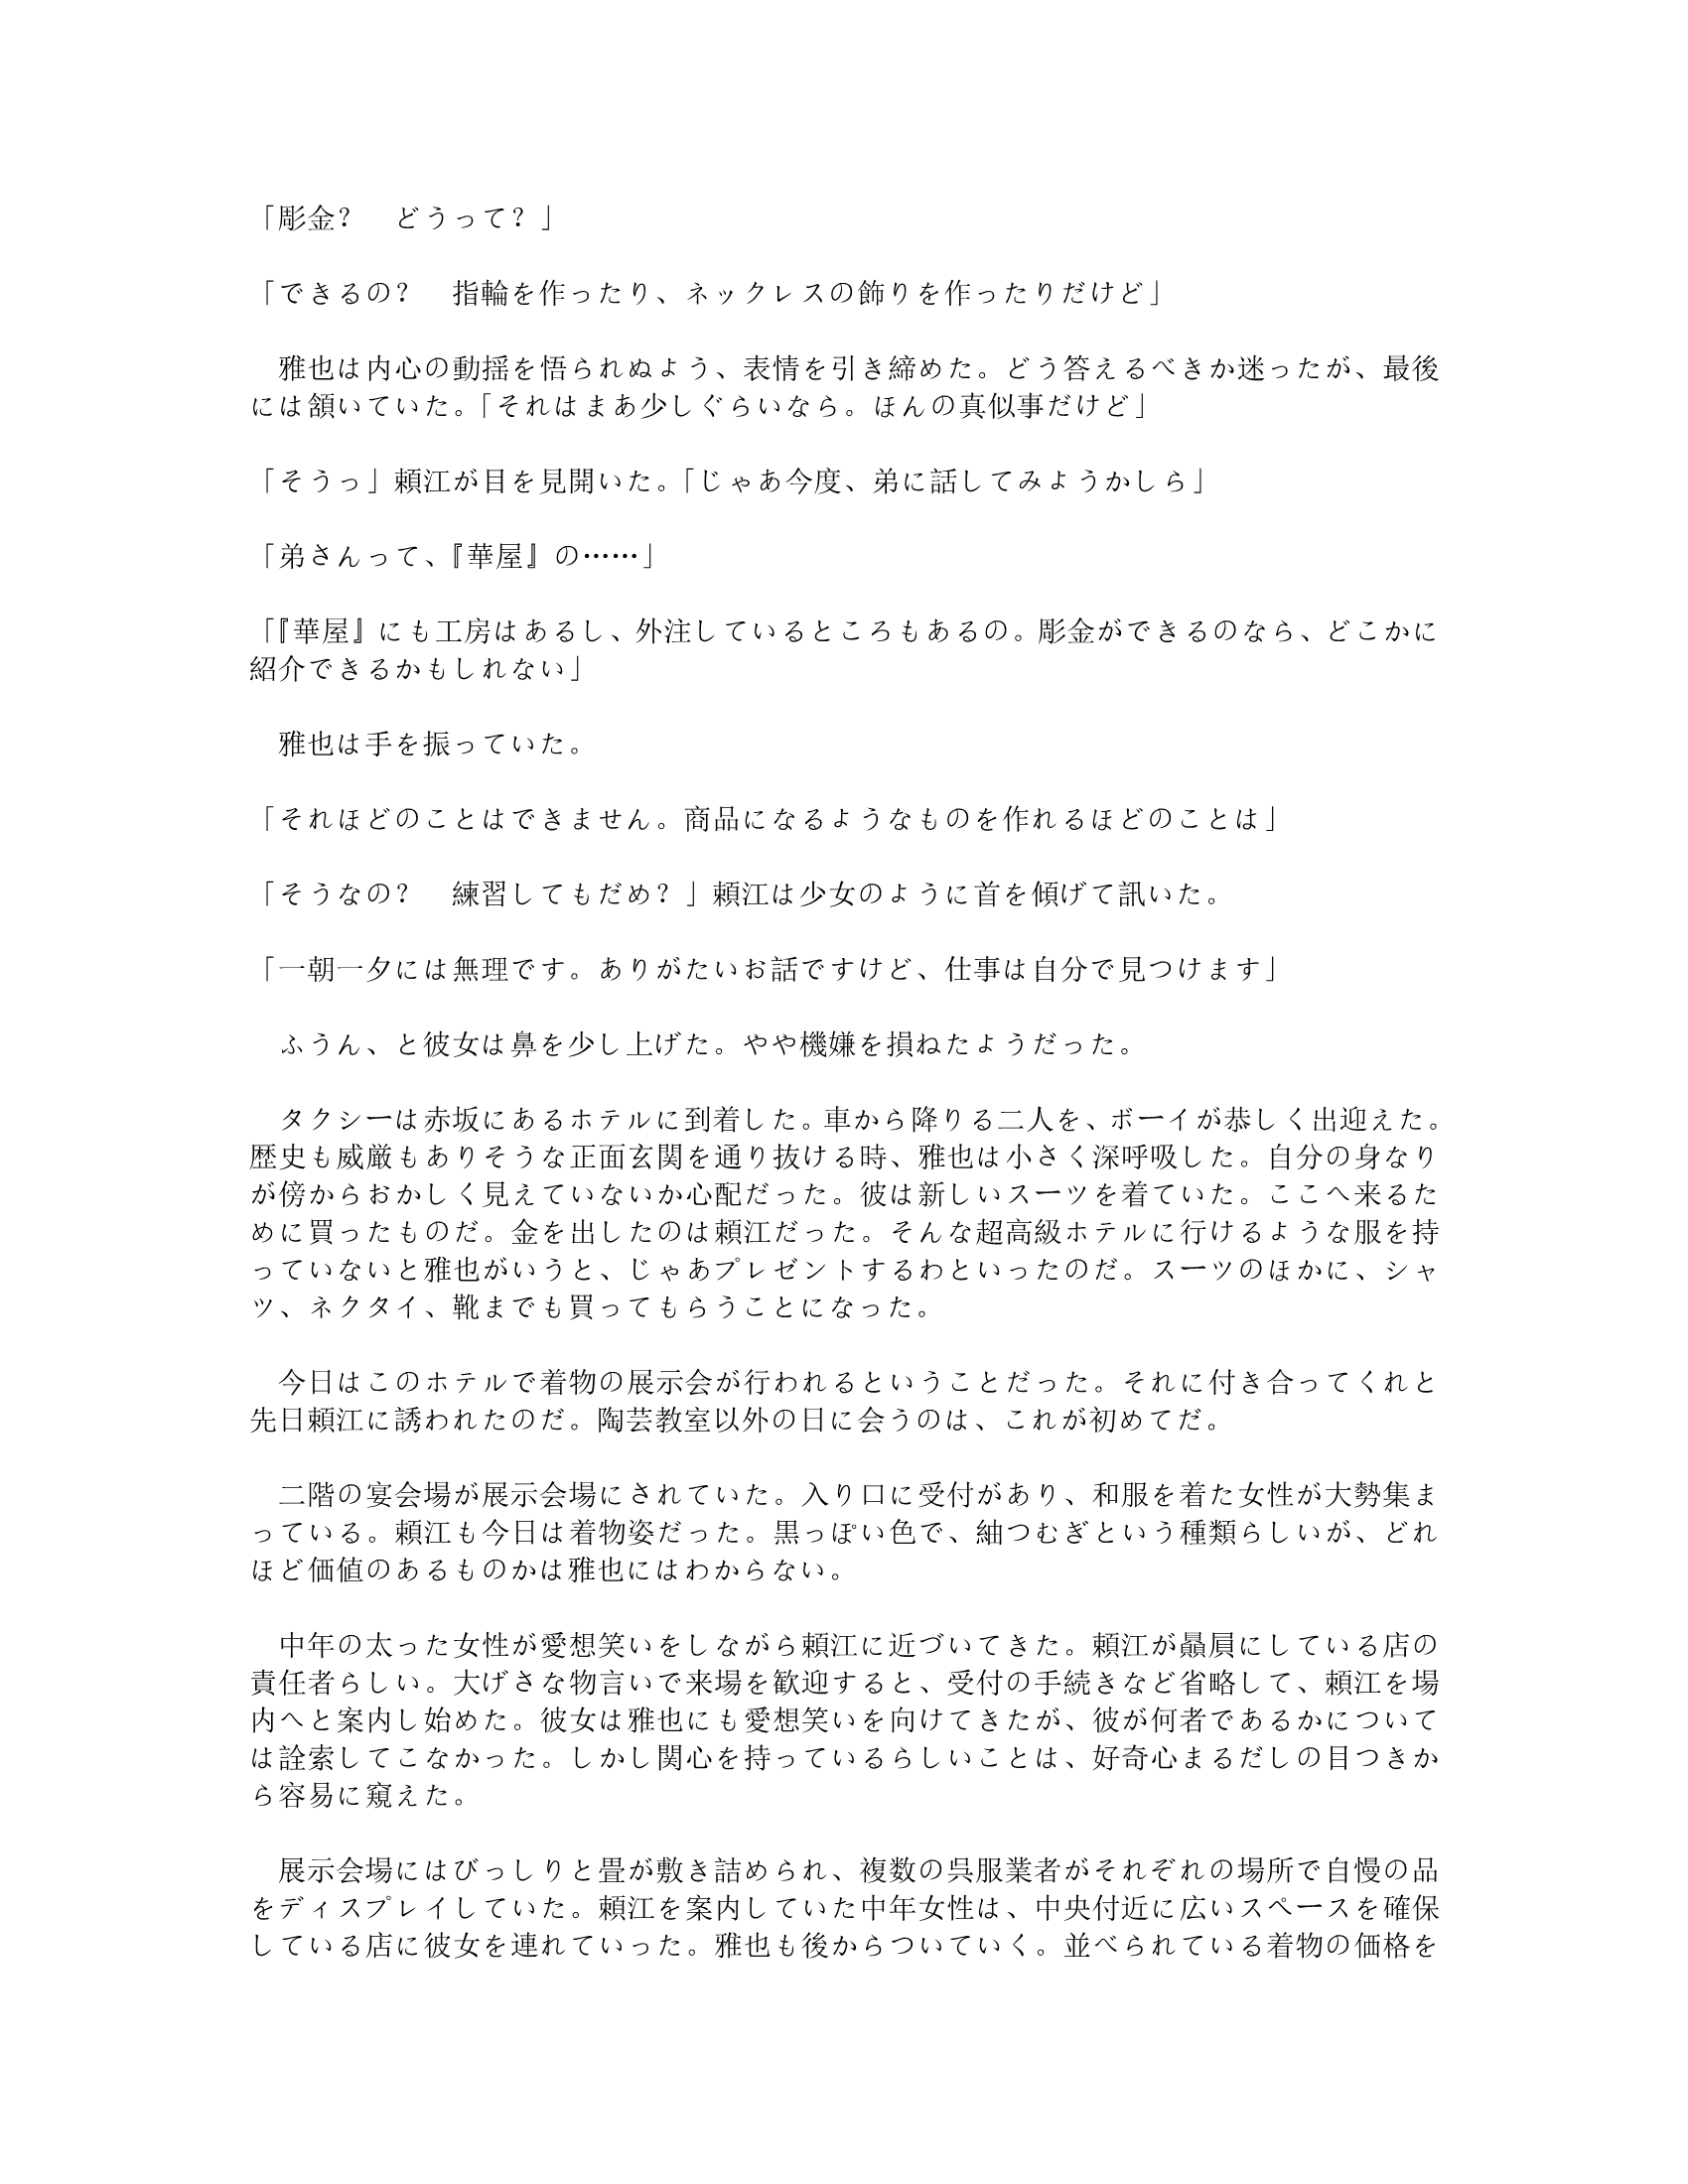 「彫金?　どうって?」
「できるの?　指輪を作ったり、ネックレスの飾りを作ったりだけど」
　雅也は内心の動揺を悟られぬよう、表情を引き締めた。どう答えるべきか迷ったが、最後
には頷いていた。「それはまあ少しぐらいなら。ほんの真似事だけど」
「そうっ」頼江が目を見開いた。「じゃあ今度、弟に話してみようかしら」
「弟さんって、『華屋』の……」
「『華屋』にも工房はあるし、外注しているところもあるの。彫金ができるのなら、どこかに
紹介できるかもしれない」
　雅也は手を振っていた。
「それほどのことはできません。商品になるようなものを作れるほどのことは」
「そうなの?　練習してもだめ?」頼江は少女のように首を傾げて訊いた。
「一朝一夕には無理です。ありがたいお話ですけど、仕事は自分で見つけます」
　ふうん、と彼女は鼻を少し上げた。やや機嫌を損ねたようだった。
　タクシーは赤坂にあるホテルに到着した。車から降りる二人を、ボーイが恭しく出迎えた。
歴史も威厳もありそうな正面玄関を通り抜ける時、雅也は小さく深呼吸した。自分の身なり
が傍からおかしく見えていないか心配だった。彼は新しいスーツを着ていた。ここへ来るた
めに買ったものだ。金を出したのは頼江だった。そんな超高級ホテルに行けるような服を持
っていないと雅也がいうと、じゃあプレゼントするわといったのだ。スーツのほかに、シャ
ツ、ネクタイ、靴までも買ってもらうことになった。
　今日はこのホテルで着物の展示会が行われるということだった。それに付き合ってくれと
先日頼江に誘われたのだ。陶芸教室以外の日に会うのは、これが初めてだ。
　二階の宴会場が展示会場にされていた。入り口に受付があり、和服を着た女性が大勢集ま
っている。頼江も今日は着物姿だった。黒っぽい色で、紬つむぎという種類らしいが、どれ
ほど価値のあるものかは雅也にはわからない。
　中年の太った女性が愛想笑いをしながら頼江に近づいてきた。頼江が贔屓にしている店の
責任者らしい。大げさな物言いで来場を歓迎すると、受付の手続きなど省略して、頼江を場
内へと案内し始めた。彼女は雅也にも愛想笑いを向けてきたが、彼が何者であるかについて
は詮索してこなかった。しかし関心を持っているらしいことは、好奇心まるだしの目つきか
ら容易に窺えた。
　展示会場にはびっしりと畳が敷き詰められ、複数の呉服業者がそれぞれの場所で自慢の品
をディスプレイしていた。頼江を案内していた中年女性は、中央付近に広いスペースを確保
している店に彼女を連れていった。雅也も後からついていく。並べられている着物の価格を